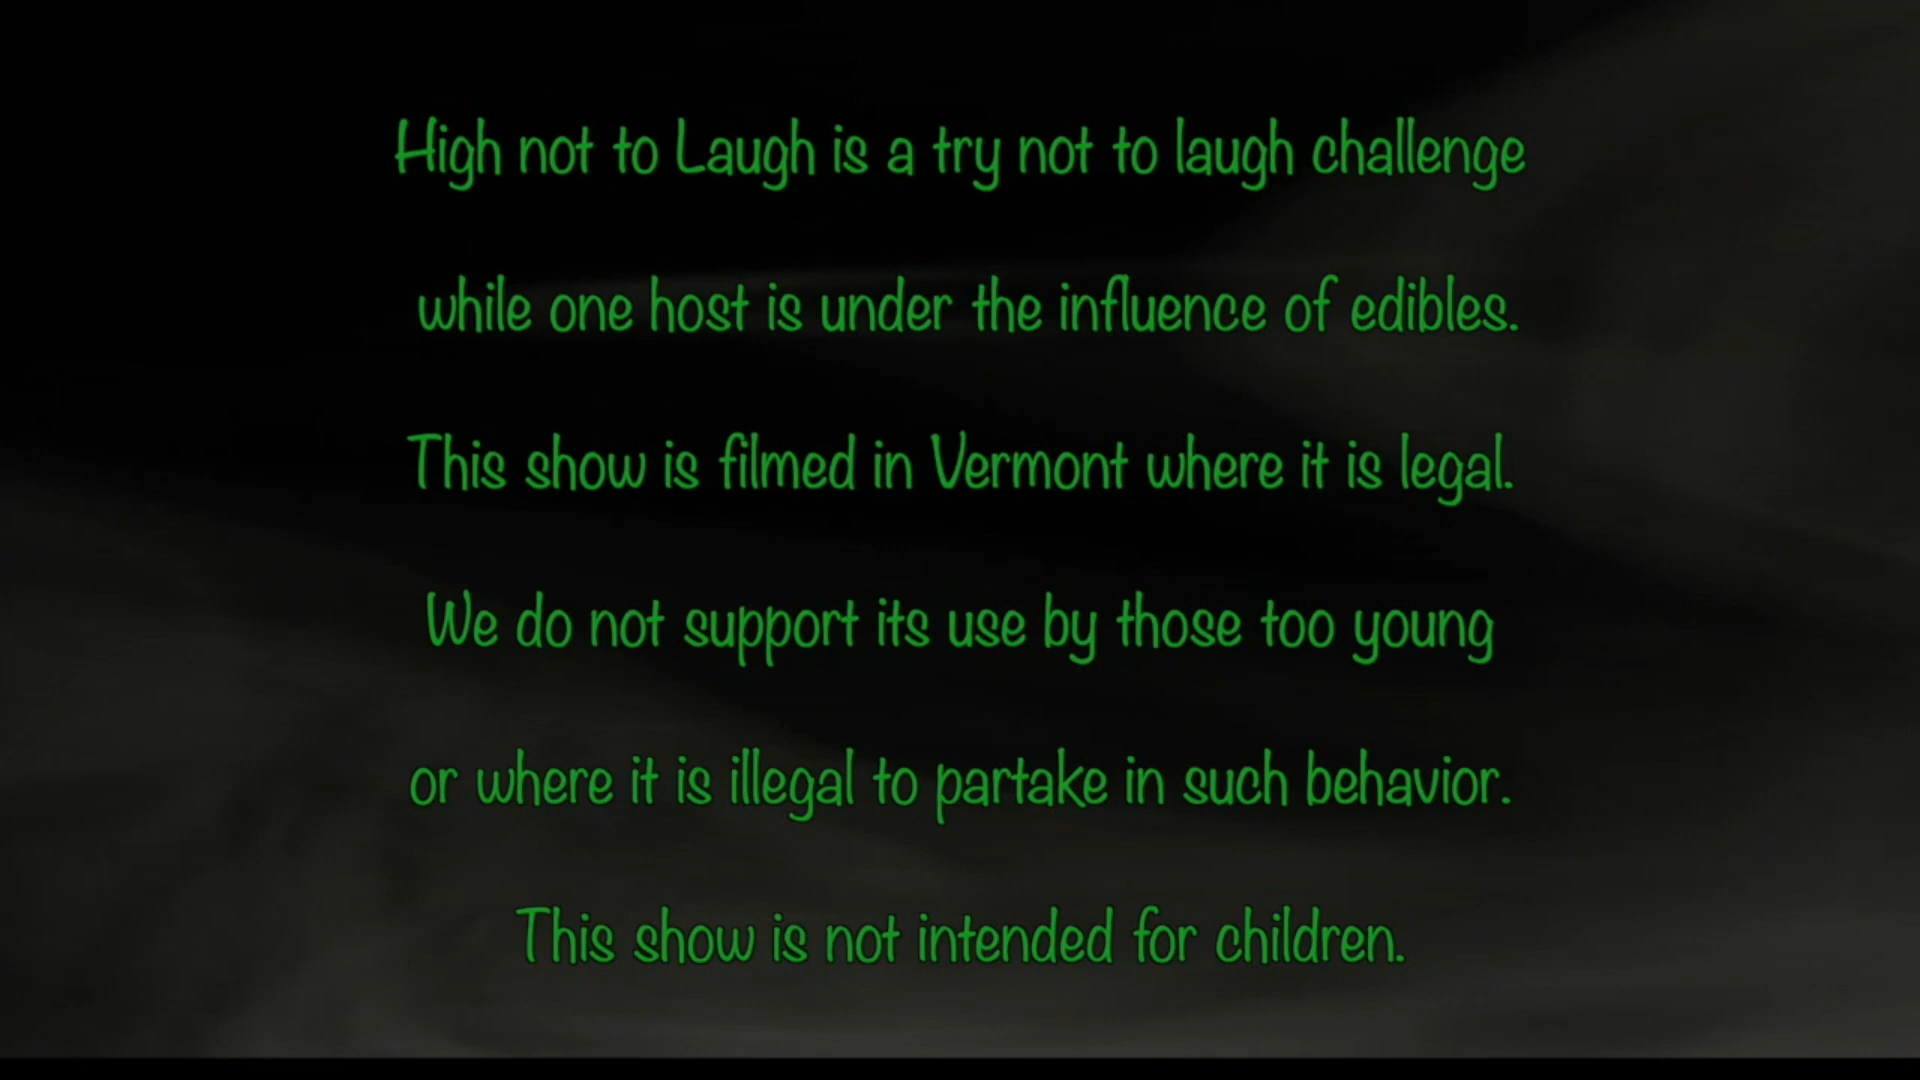 High not to Laugh is a try not to laugh challenge
while one host is under the influence of edibles.
This show is filmed in Vermont where it is legal.
We do not support its use by those too young
or where it is illegal to partake in such behavior.
This show is not intended for children.